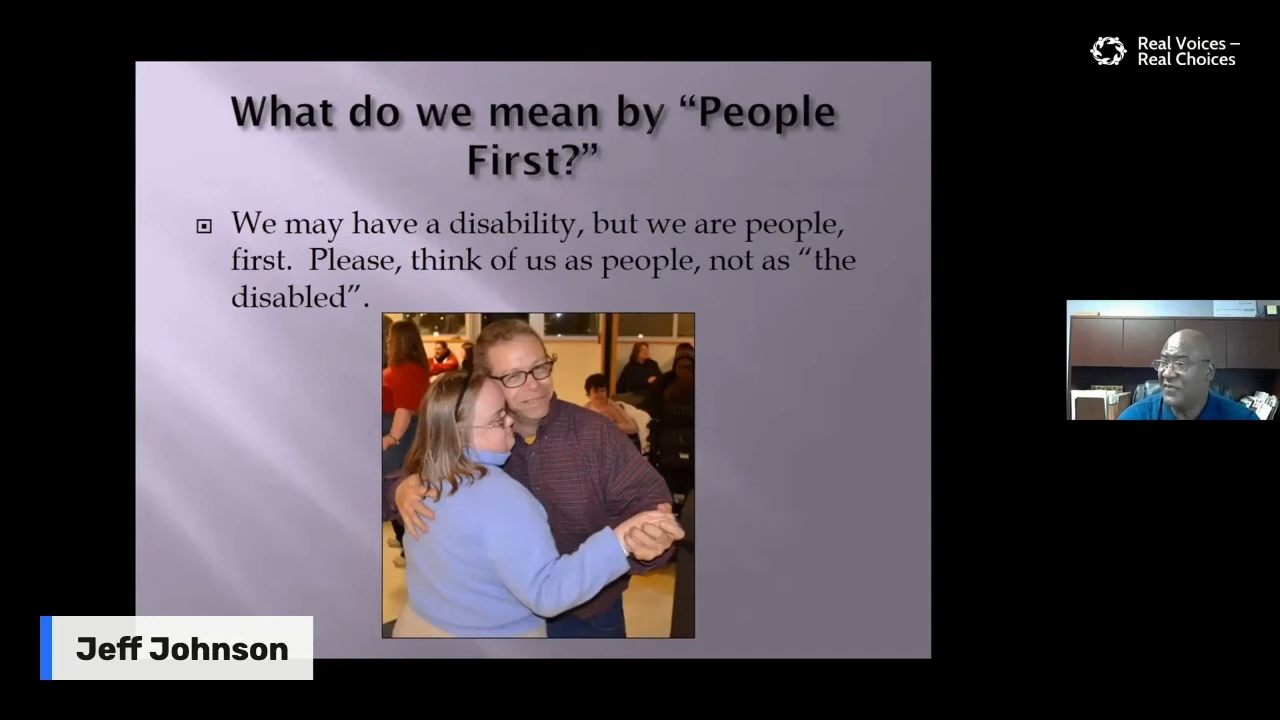 Real Voices –
Real Choices
What do we mean by “People
First?”
We may have a disability, but we are people,
first.  Please, think of us as people, not as “the
disabled”.
Jeff Johnson